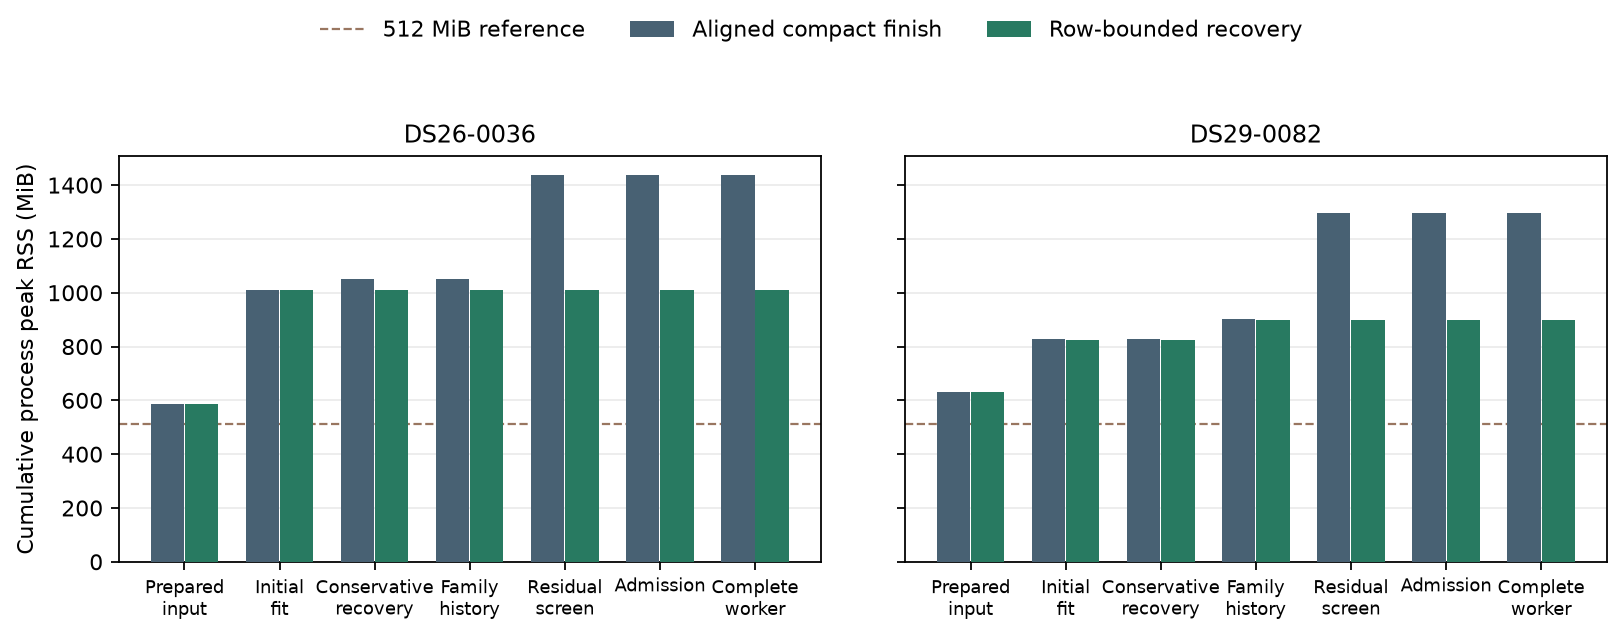 512 MiB reference
Aligned compact finish
Row-bounded recovery
DS26-0036
DS29-0082
Cumulative process peak RSS (MiB)
1400
1200
1000
800
600
400
200
0
Prepared
input
Initial
fit
Conservative
recovery
Family
history
Residual
screen
Admission
Complete
worker
Prepared
input
Initial
fit
Conservative
recovery
Family
history
Residual
screen
Admission
Complete
worker